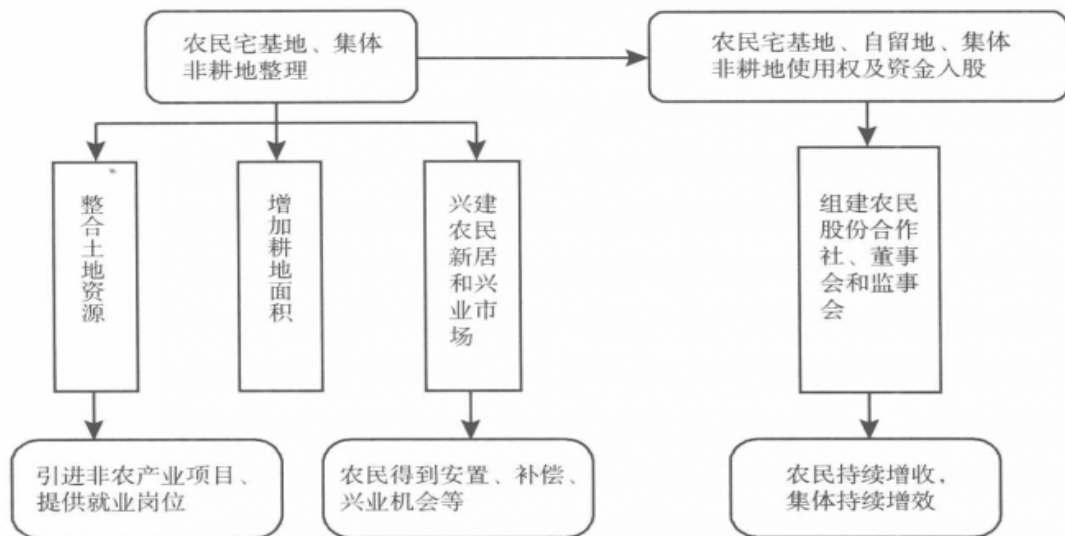 农民宅基地、集体
非耕地整理
农民宅基地、自留地、集体
非耕地使用权及资金入股
整合土地资源
增加耕地面积
兴建
农民
新居
和兴
业市
场
组建农民
股份合作
社、董事
会和监事
会
引进非农产业项目、
提供就业岗位
农民得到安置、补偿、
兴业机会等
农民持续增收，
集体持续增效